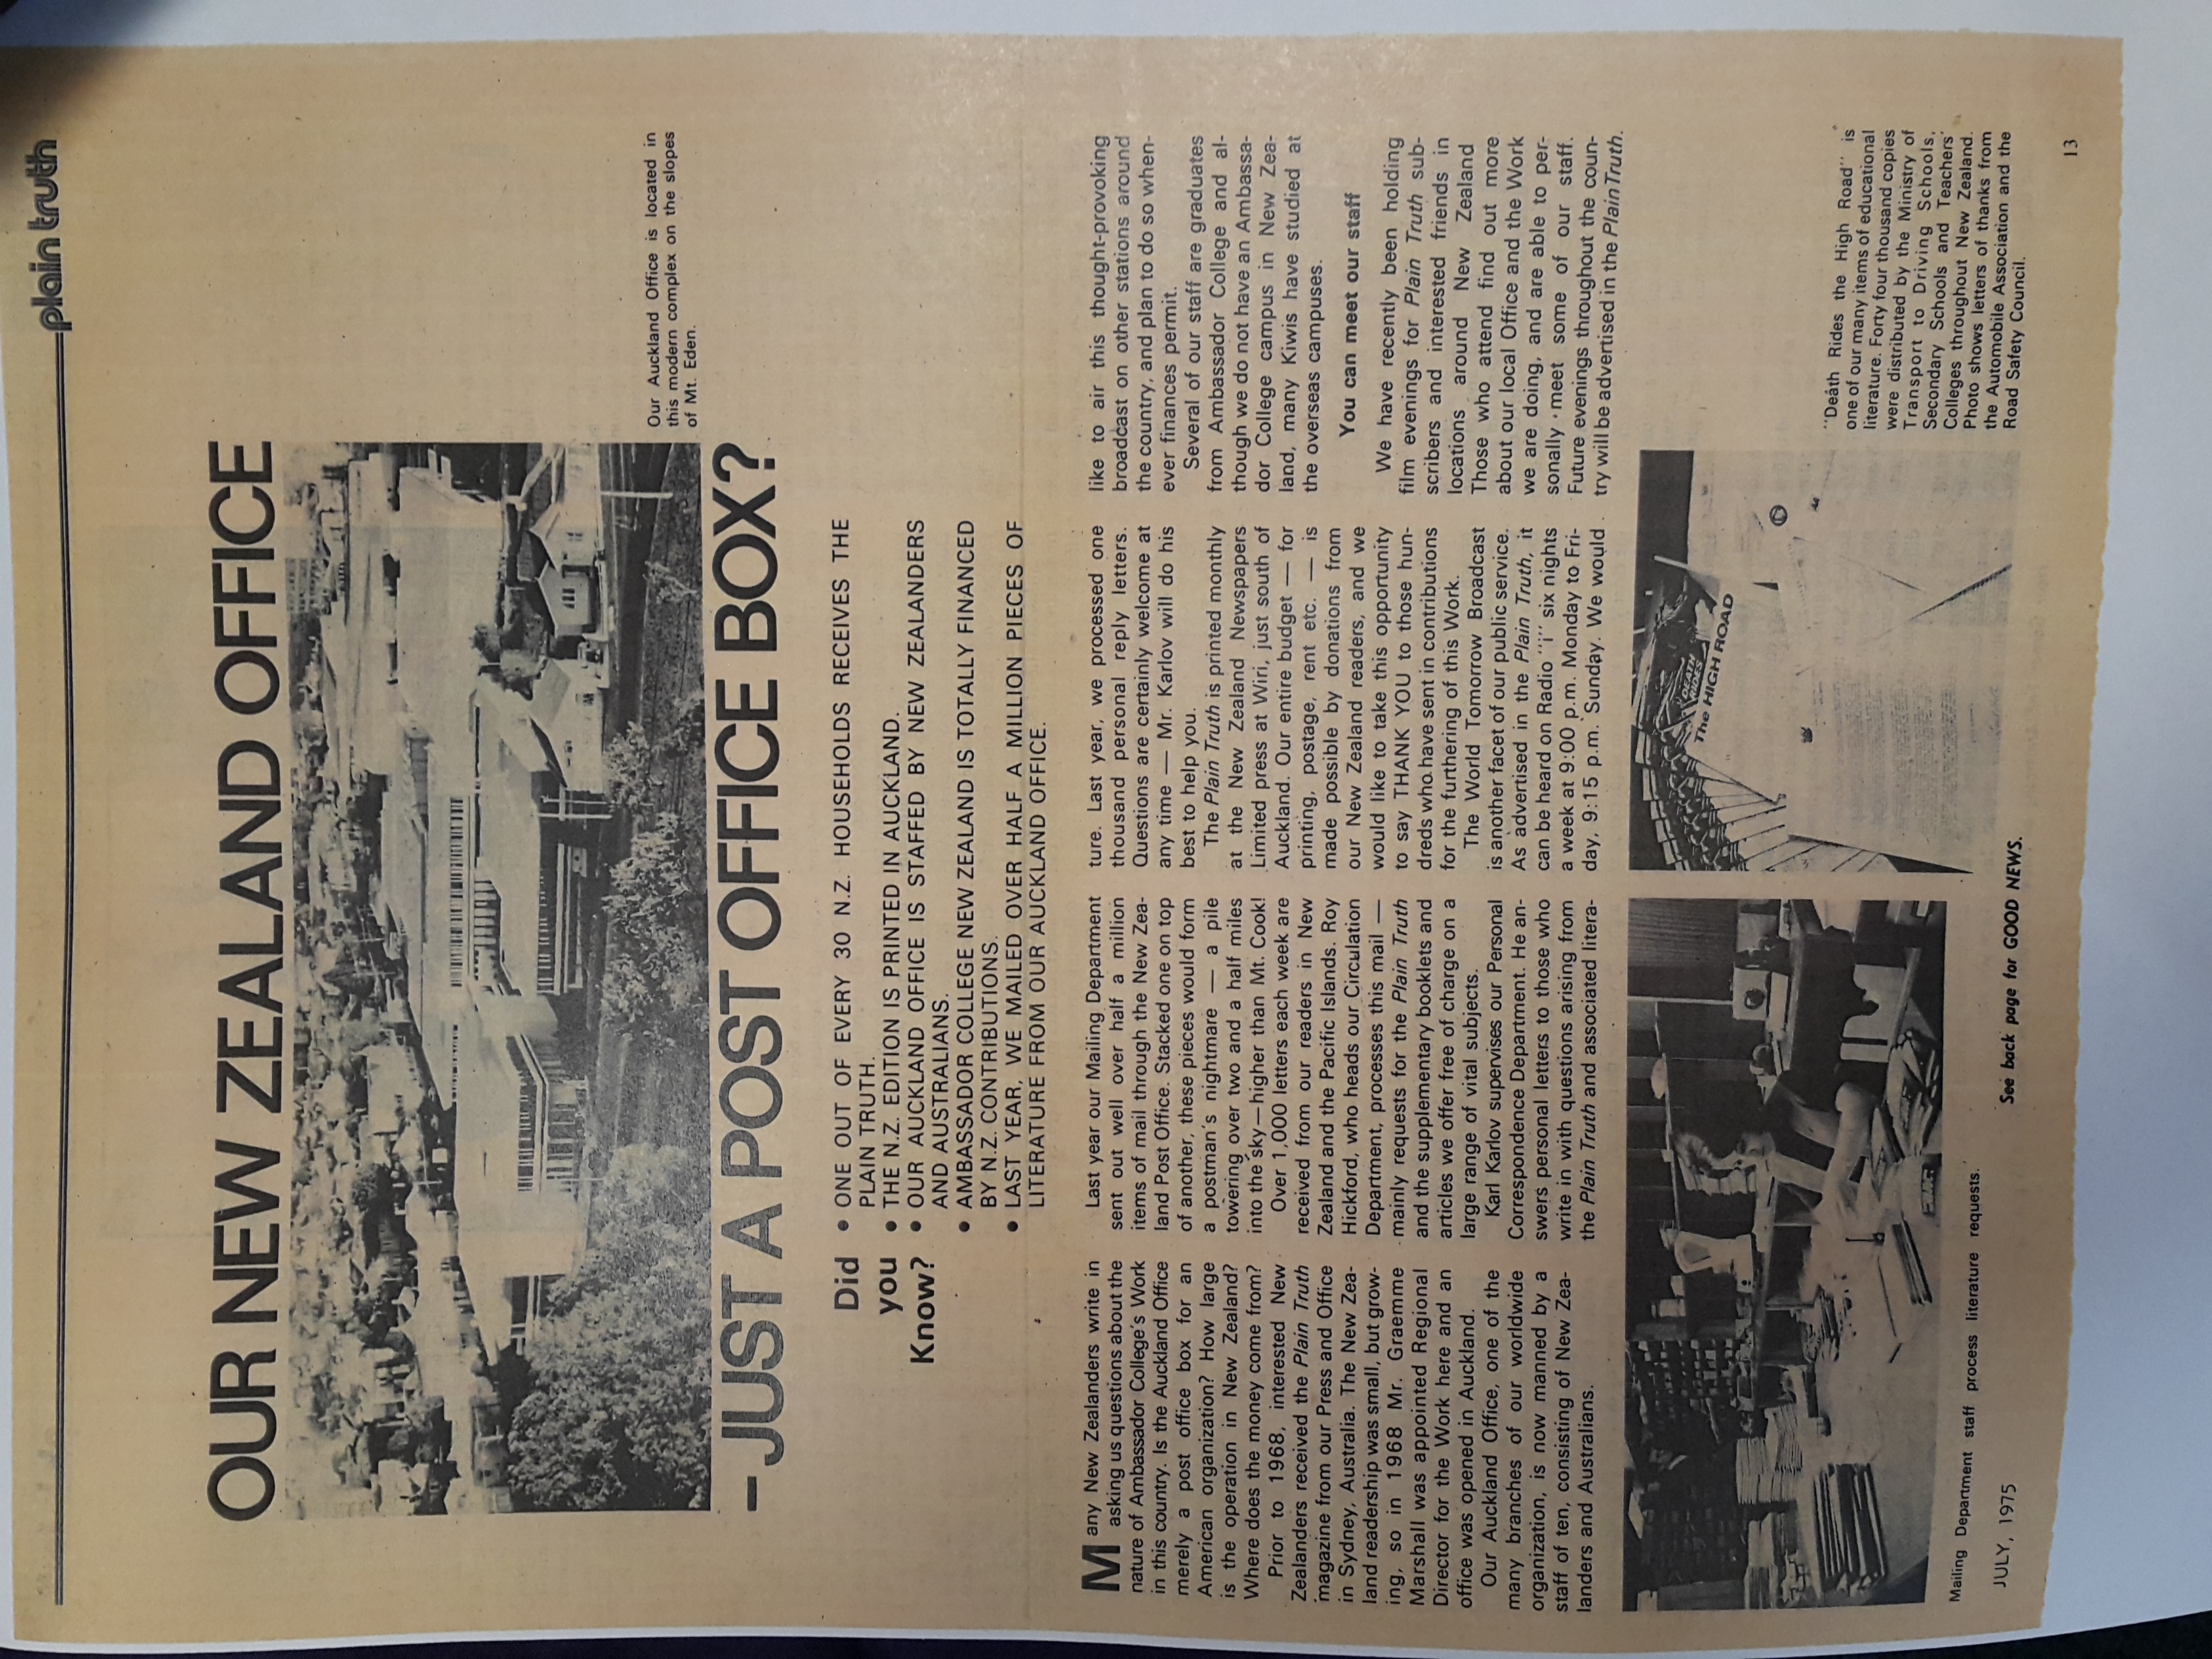 plain truth
OUR NEW ZEALAND OFFICE
Our Auckland Office is located in
this modern complex on the slopes
of Mt. Eden.
– JUST A POST OFFICE BOX?
Did
you
Know?
• ONE OUT OF EVERY 30 N.Z. HOUSEHOLDS RECEIVES THE
PLAIN TRUTH.
• THE N.Z. EDITION IS PRINTED IN AUCKLAND.
• OUR AUCKLAND OFFICE IS STAFFED BY NEW ZEALANDERS
AND AUSTRALIANS.
• AMBASSADOR COLLEGE NEW ZEALAND IS TOTALLY FINANCED
BY N.Z. CONTRIBUTIONS.
• LAST YEAR, WE MAILED OVER HALF A MILLION PIECES OF
LITERATURE FROM OUR AUCKLAND OFFICE.
Many New Zealanders write in
asking us questions about the
nature of Ambassador College's Work
in this country. Is the Auckland Office
merely a post office box for an
American organization? How large
is the operation in New Zealand?
Where does the money come from?
Prior to 1968, interested New
Zealanders received the Plain Truth
magazine from our Press and Office
in Sydney, Australia. The New Zea-
land readership was small, but grow-
ing, so in 1968 Mr. Graemme
Marshall was appointed Regional
Director for the Work here and an
office was opened in Auckland.
Our Auckland Office, one of the
many branches of our worldwide
organization, is now manned by a
staff of ten, consisting of New Zea-
landers and Australians.
Last year our Mailing Department
sent out well over half a million
items of mail through the New Zea-
land Post Office. Stacked one on top
of another, these pieces would form
a postman's nightmare — a pile
towering over two and a half miles
into the sky—higher than Mt. Cook!
Over 1,000 letters each week are
received from our readers in New
Zealand and the Pacific Islands. Roy
Hickford, who heads our Circulation
Department, processes this mail —
mainly requests for the Plain Truth
and the supplementary booklets and
articles we offer free of charge on a
large range of vital subjects.
Karl Karlov supervises our Personal
Correspondence Department. He an-
swers personal letters to those who
write in with questions arising from
the Plain Truth and associated litera-
ture. Last year, we processed one
thousand personal reply letters.
Questions are certainly welcome at
any time — Mr. Karlov will do his
best to help you.
The Plain Truth is printed monthly
at the New Zealand Newspapers
Limited press at Wiri, just south of
Auckland. Our entire budget — for
printing, postage, rent etc. — is
made possible by donations from
our New Zealand readers, and we
would like to take this opportunity
to say THANK YOU to those hun-
dreds who have sent in contributions
for the furthering of this Work.
The World Tomorrow Broadcast
is another facet of our public service.
As advertised in the Plain Truth, it
can be heard on Radio "i" six nights
a week at 9:00 p.m. Monday to Fri-
day, 9:15 p.m. Sunday. We would
like to air this thought-provoking
broadcast on other stations around
the country, and plan to do so when-
ever finances permit.
Several of our staff are graduates
from Ambassador College and al-
though we do not have an Ambassa-
dor College campus in New Zea-
land, many Kiwis have studied at
the overseas campuses.
You can meet our staff
We have recently been holding
film evenings for Plain Truth sub-
scribers and interested friends in
locations around New Zealand
Those who attend find out more
about our local Office and the Work
we are doing, and are able to per-
sonally meet some of our staff.
Future evenings throughout the coun-
try will be advertised in the Plain Truth.
DEATH
RIDES
The HIGH ROAD
"Death Rides the High Road" is
one of our many items of educational
literature. Forty four thousand copies
were distributed by the Ministry of
Transport to Driving Schools,
Secondary Schools and Teachers'
Colleges throughout New Zealand.
Photo shows letters of thanks from
the Automobile Association and the
Road Safety Council.
Mailing Department staff process literature requests.
See back page for GOOD NEWS.
JULY, 1975
13